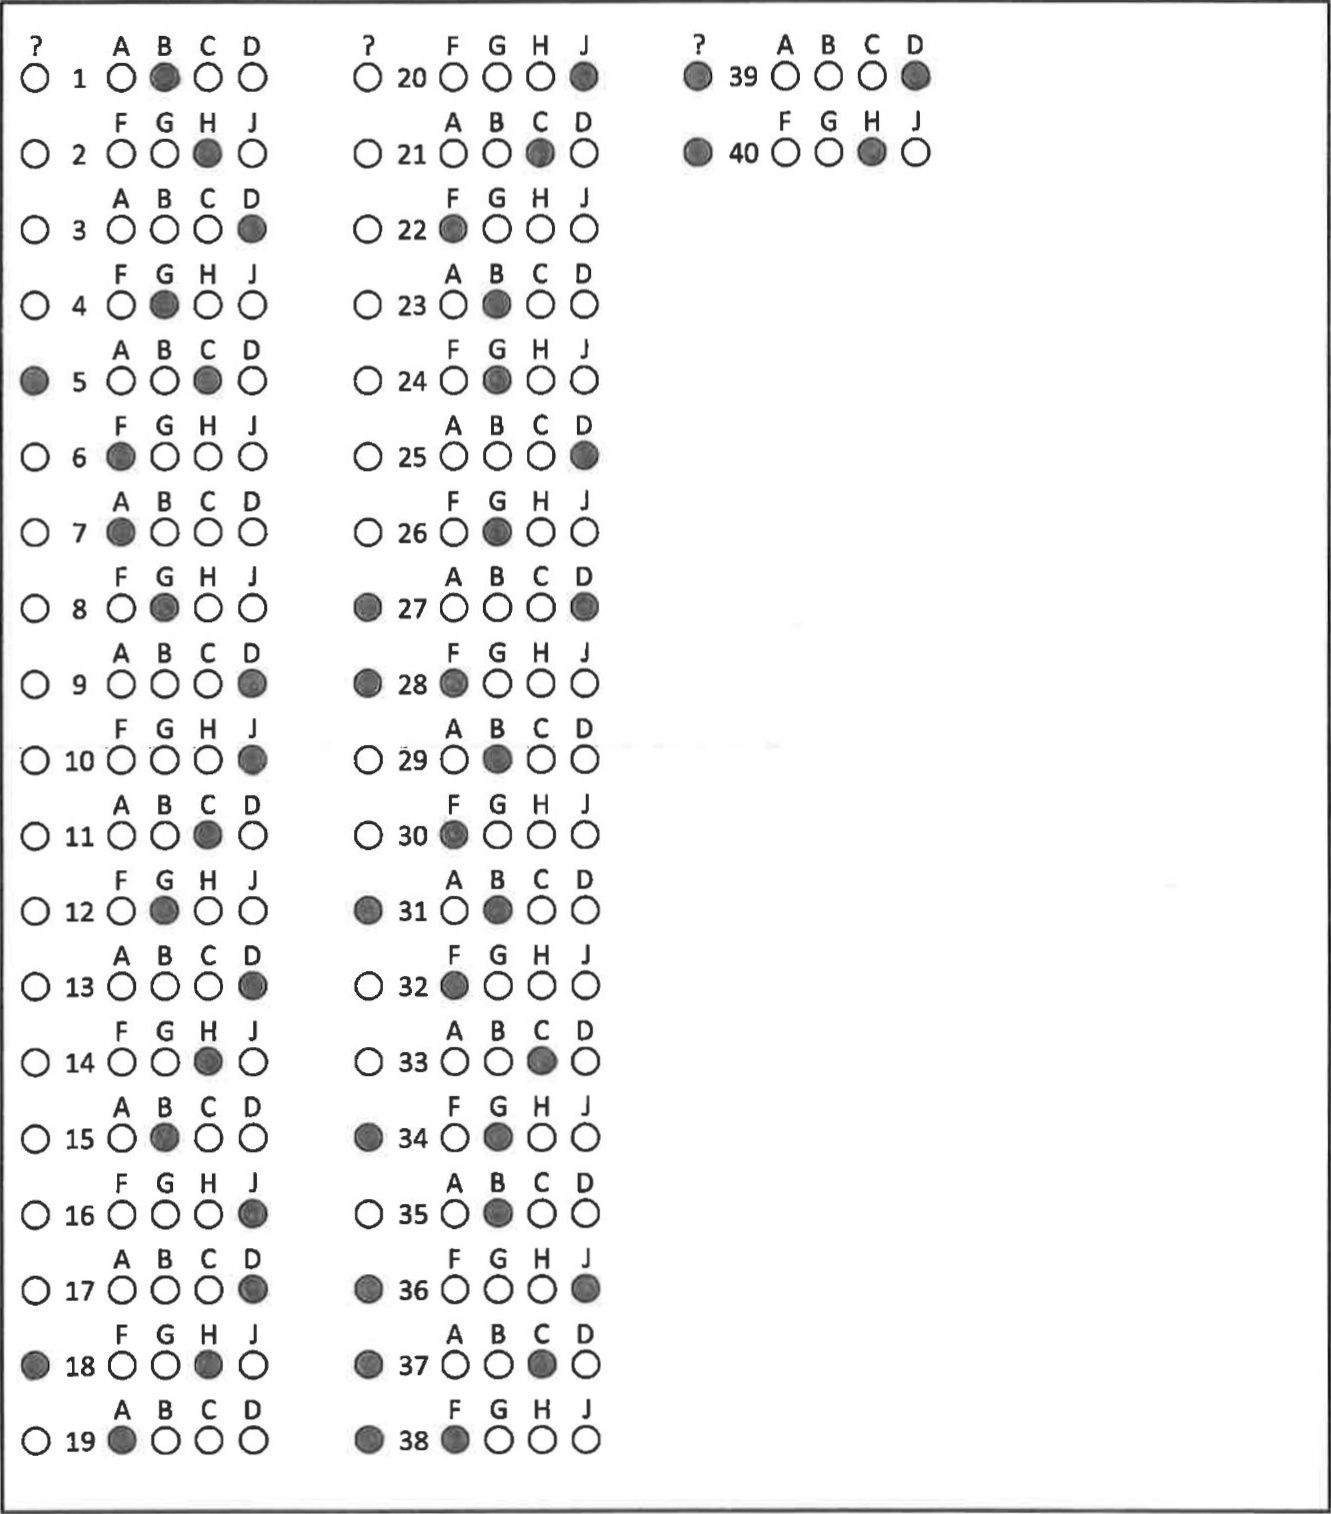 ? A B C D
1
F G H J
2
A B C D
3
F G H J
4
A B C D
5
F G H J
6
A B C D
7
F G H J
8
A B C D
9
F G H J
10
A B C D
11
F G H J
12
A B C D
13
F G H J
14
A B C D
15
F G H J
16
A B C D
17
F G H J
18
A B C D
19
? F G H J
20
A B C D
21
F G H J
22
A B C D
23
F G H J
24
A B C D
25
F G H J
26
A B C D
27
F G H J
28
A B C D
29
F G H J
30
A B C D
31
F G H J
32
A B C D
33
F G H J
34
A B C D
35
F G H J
36
A B C D
37
F G H J
38
? A B C D
39
F G H J
40